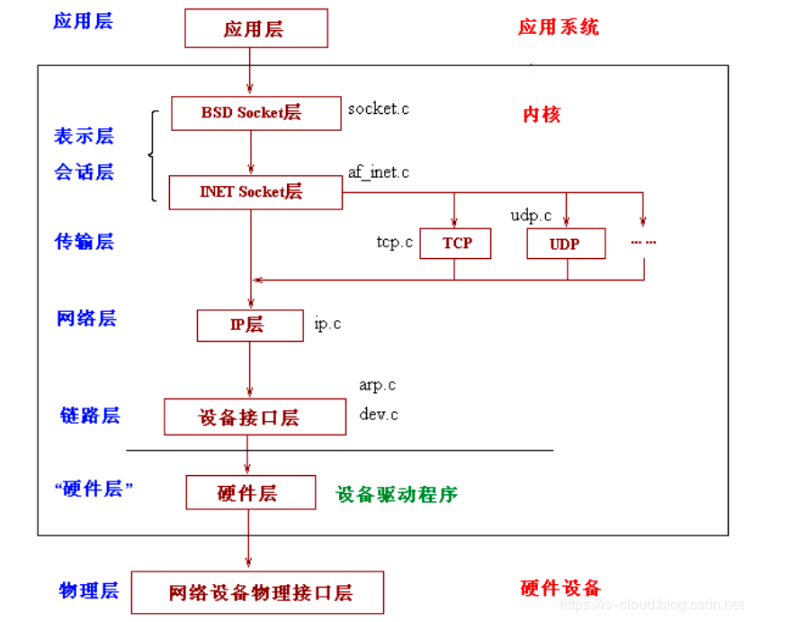 应用层
应用层
应用系统
BSD Socket层
socket.c
内核
表示层
会话层
af_inet.c
INET Socket层
udp.c
传输层
tcp.c
TCP
UDP
……
网络层
IP层
ip.c
arp.c
链路层
设备接口层
dev.c
“硬件层”
硬件层
设备驱动程序
物理层
网络设备物理接口层
硬件设备
https://is-cloud.blog.csdn.net